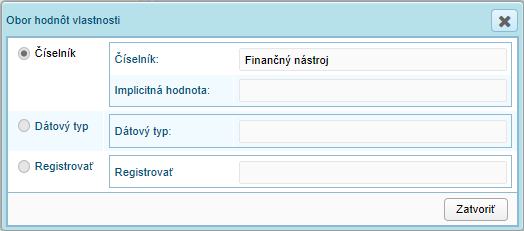 Obor hodnôt vlastnosti
Číselník
Číselník: Finančný nástroj
Implicitná hodnota:
Dátový typ
Dátový typ:
Registrovať
Registrovať
Zatvoriť